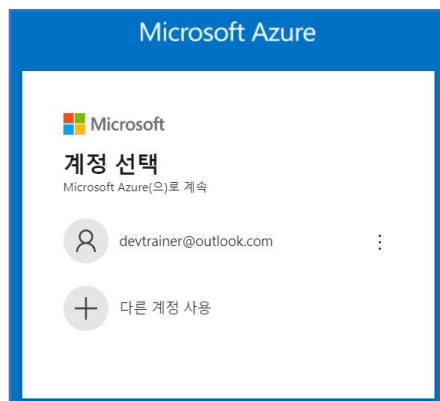 Microsoft Azure
Microsoft
계정 선택
Microsoft Azure(으)로 계속
devtrainer@outlook.com
다른 계정 사용